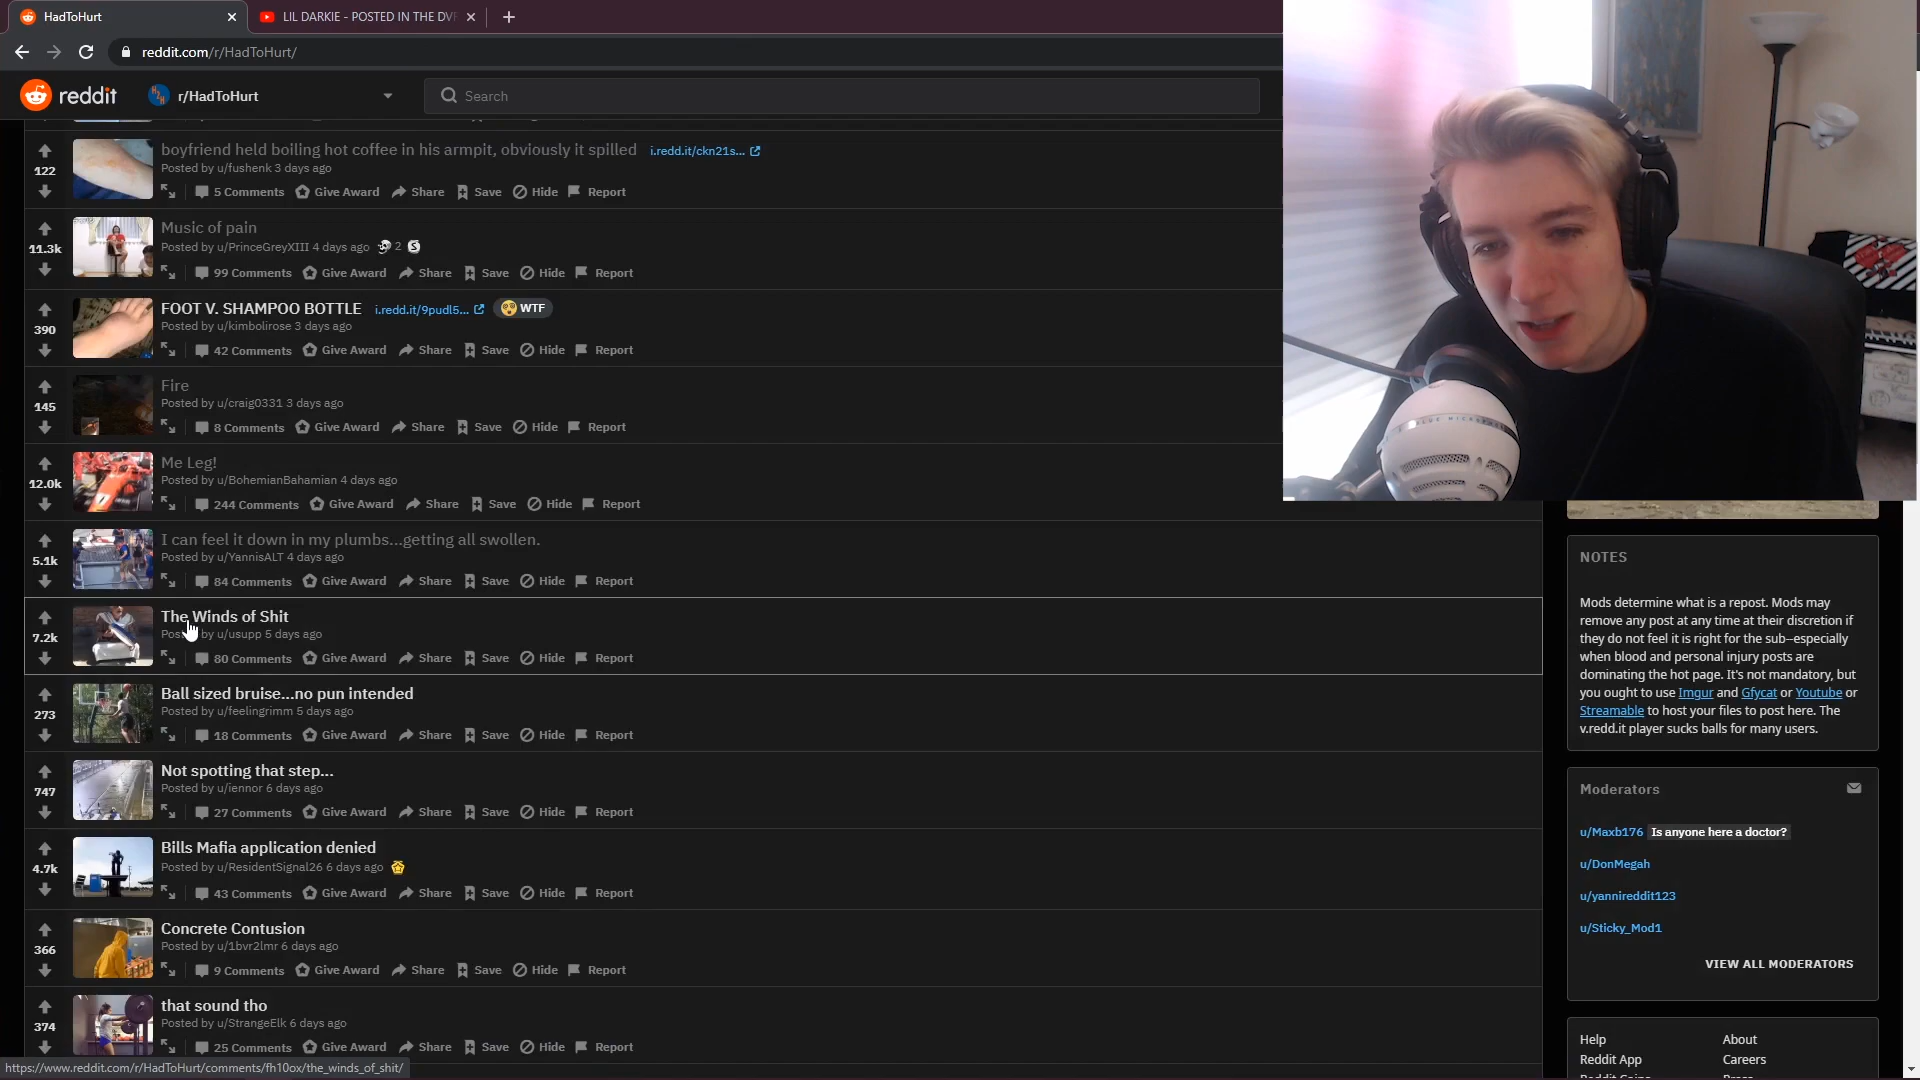 HadToHurt
LIL DARKIE - POSTED IN THE DVR
reddit.com/r/HadToHurt/
reddit
r/HadToHurt
Search
boyfriend held boiling hot coffee in his armpit, obviously it spilled i.redd.it/ckn21s...
122
Posted by u/fushenk 3 days ago
5 Comments Give Award Share Save Hide Report
Music of pain
11.3k
Posted by u/PrinceGreyXIII 4 days ago 2 S
99 Comments Give Award Share Save Hide Report
FOOT V. SHAMPOO BOTTLE i.redd.it/9pudl5... WTF
390
Posted by u/kimbolirose 3 days ago
42 Comments Give Award Share Save Hide Report
Fire
145
Posted by u/craig0331 3 days ago
8 Comments Give Award Share Save Hide Report
Me Leg!
12.0k
Posted by u/BohemianBahamian 4 days ago
244 Comments Give Award Share Save Hide Report
I can feel it down in my plumbs...getting all swollen.
5.1k
Posted by u/YannisALT 4 days ago
84 Comments Give Award Share Save Hide Report
The Winds of Shit
7.2k
Posted by u/usupp 5 days ago
80 Comments Give Award Share Save Hide Report
Ball sized bruise...no pun intended
273
Posted by u/feelingrimm 5 days ago
18 Comments Give Award Share Save Hide Report
Not spotting that step...
747
Posted by u/iennor 6 days ago
27 Comments Give Award Share Save Hide Report
Bills Mafia application denied
4.7k
Posted by u/ResidentSignal26 6 days ago
43 Comments Give Award Share Save Hide Report
Concrete Contusion
366
Posted by u/1bvr2lmr 6 days ago
9 Comments Give Award Share Save Hide Report
that sound tho
374
Posted by u/StrangeElk 6 days ago
25 Comments Give Award Share Save Hide Report
https://www.reddit.com/r/HadToHurt/comments/fh10ox/the_winds_of_shit/
NOTES
Mods determine what is a repost. Mods may
remove any post at any time at their discretion if
they do not feel it is right for the sub--especially
when blood and personal injury posts are
dominating the hot page. It's not mandatory, but
you ought to use Imgur and Gfycat or Youtube or
Streamable to host your files to post here. The
v.redd.it player sucks balls for many users.
Moderators
u/Maxb176 Is anyone here a doctor?
u/DonMegah
u/yannireddit123
u/Sticky_Mod1
VIEW ALL MODERATORS
Help About
Reddit App Careers